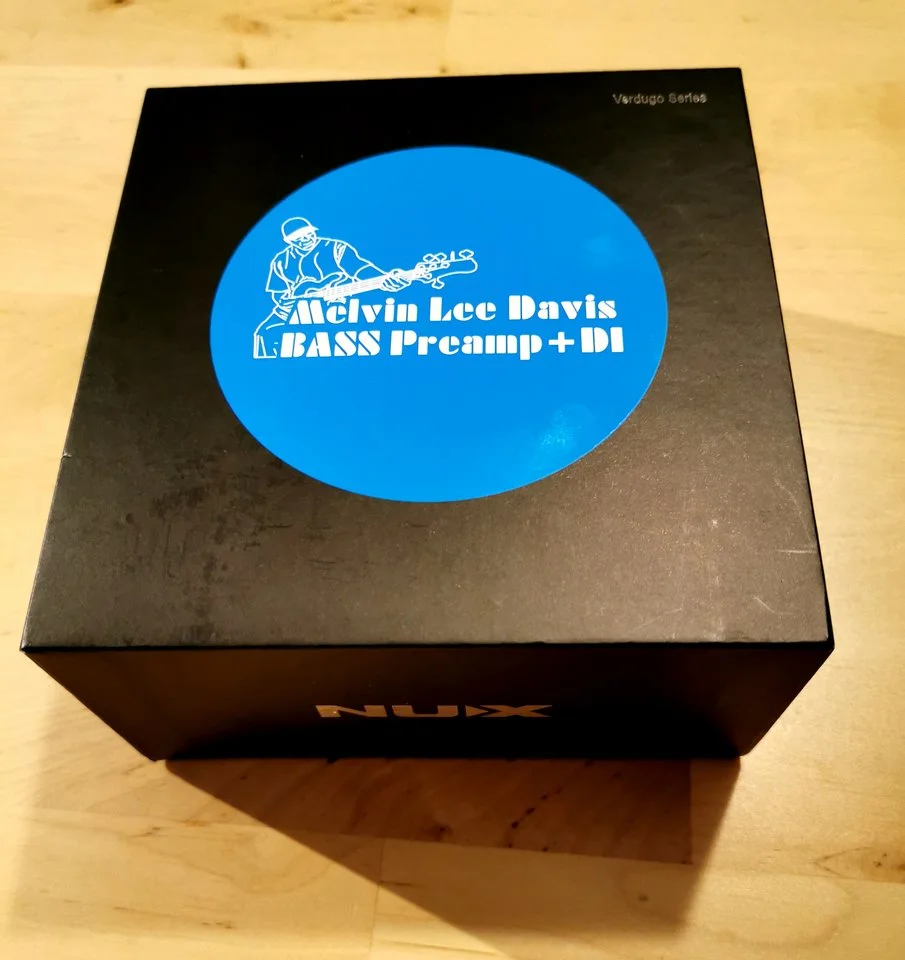 Verdugo Series
Melvin Lee Davis
BASS Preamp + DI
NUX